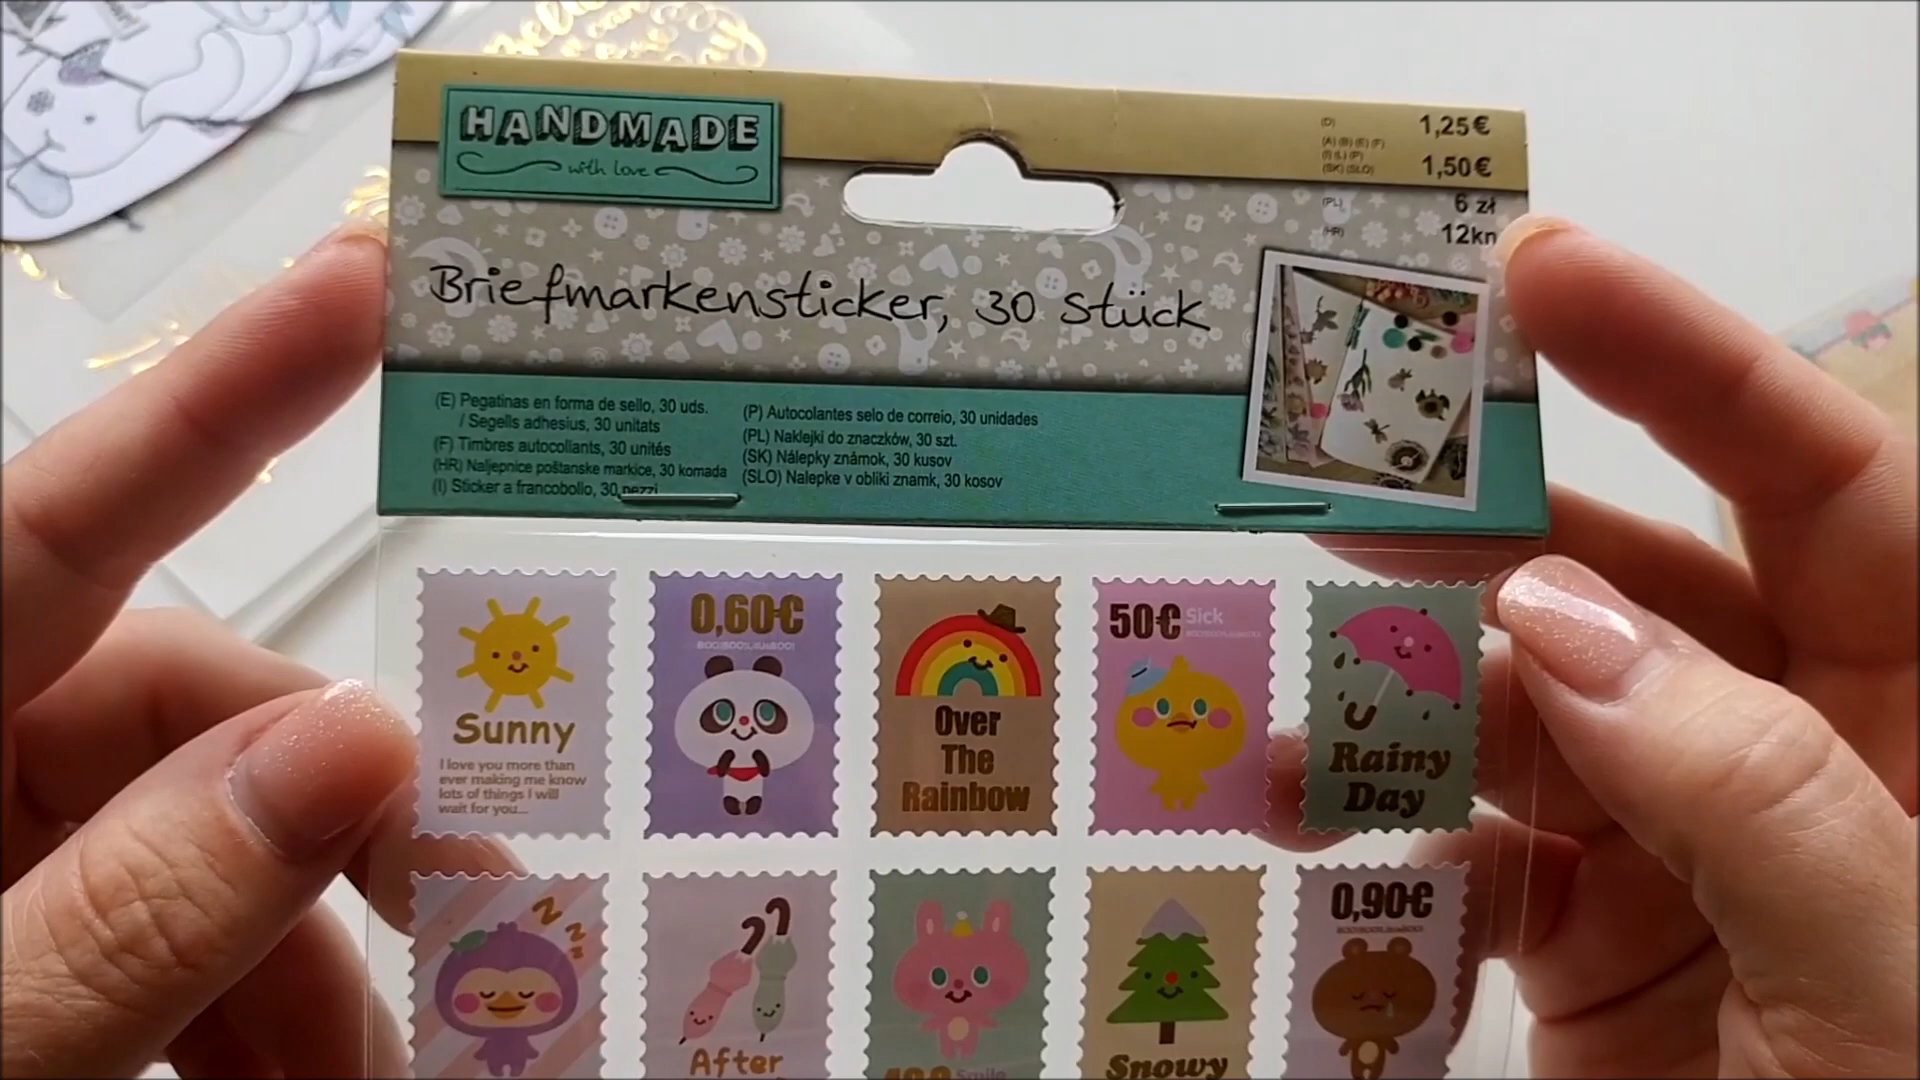 HANDMADE
with love
(D) 1,25€
(A) (B) (E) (F)
(I) (L) (P)
(SK) (SLO) 1,50€
(PL) 6 zł
(HR) 12kn
Briefmarkensticker, 30 Stück
(E) Pegatinas en forma de sello, 30 uds.
/ Segells adhesius, 30 unitats
(F) Timbres autocollants, 30 unités
(HR) Naljepnice poštanske markice, 30 komada
(I) Sticker a francobollo, 30 pezzi
(P) Autocolantes selo de correio, 30 unidades
(PL) Naklejki do znaczków, 30 szt.
(SK) Nálepky známok, 30 kusov
(SLO) Nalepke v obliki znamk, 30 kosov
Sunny
I love you more than
ever making me know
lots of things I will
wait for you...
0,60€
Over
The
Rainbow
50€ Sick
Rainy
Day
Z Z Z Z
After
Smile
Snowy
0,90€